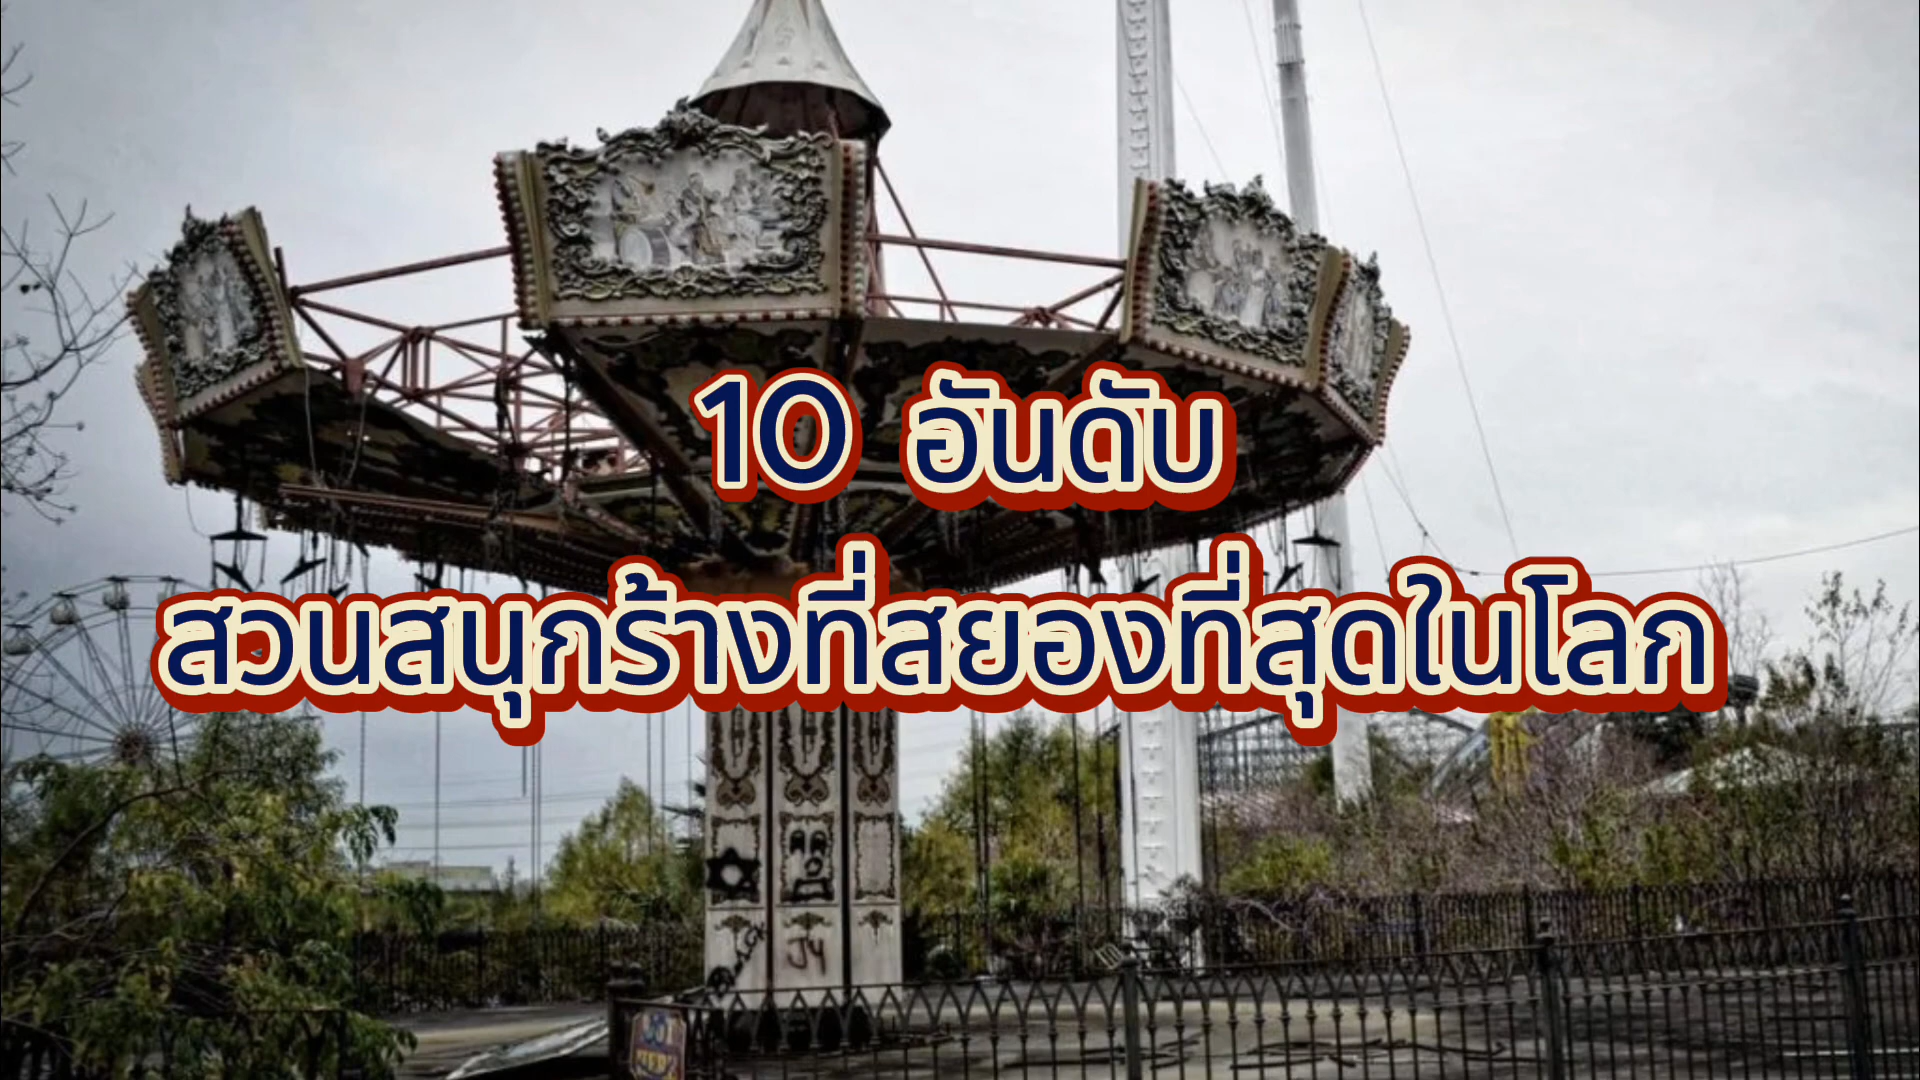 10 อันดับ
สวนสนุกร้างที่สยองที่สุดในโลก
JY